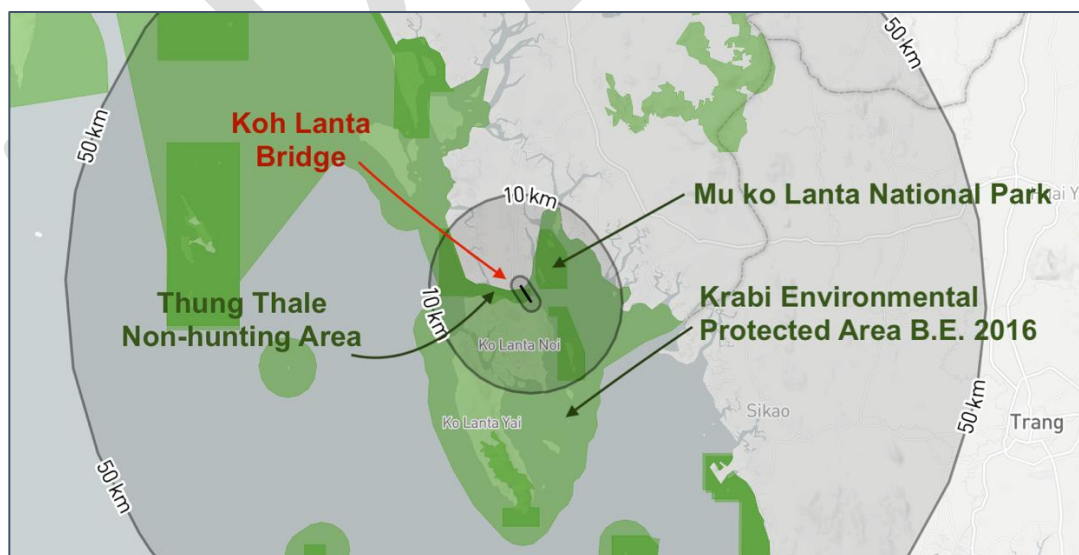 50 km
50 km
Koh Lanta
Bridge
10 km
Mu ko Lanta National Park
Thung Thale
Non-hunting Area
10 km
Krabi Environmental
Protected Area B.E. 2016
Ko Lanta Noi
Ko Lanta Yai
Sikao
Trang
50 km
50 km